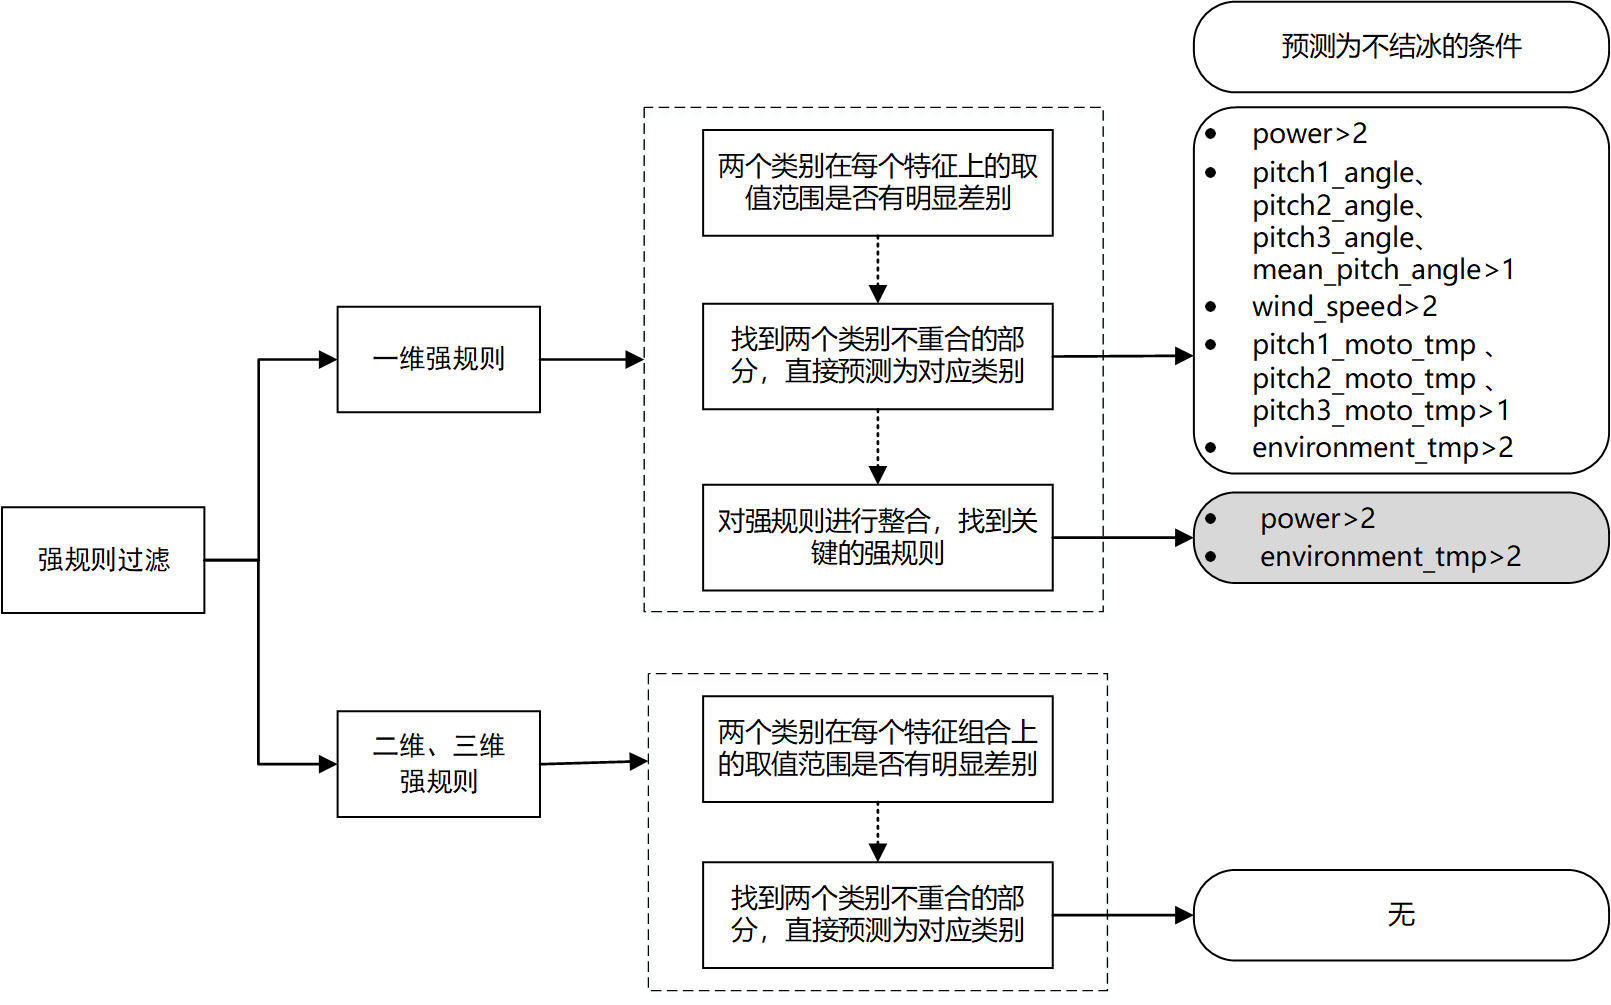 预测为不结冰的条件
两个类别在每个特征上的取
值范围是否有明显差别
找到两个类别不重合的部
分，直接预测为对应类别
对强规则进行整合，找到关
键的强规则
• power>2
• pitch1_angle、
pitch2_angle、
pitch3_angle、
mean_pitch_angle>1
• wind_speed>2
• pitch1_moto_tmp 、
pitch2_moto_tmp 、
pitch3_moto_tmp>1
• environment_tmp>2
• power>2
• environment_tmp>2
一维强规则
强规则过滤
二维、三维
强规则
两个类别在每个特征组合上
的取值范围是否有明显差别
找到两个类别不重合的部
分，直接预测为对应类别
无